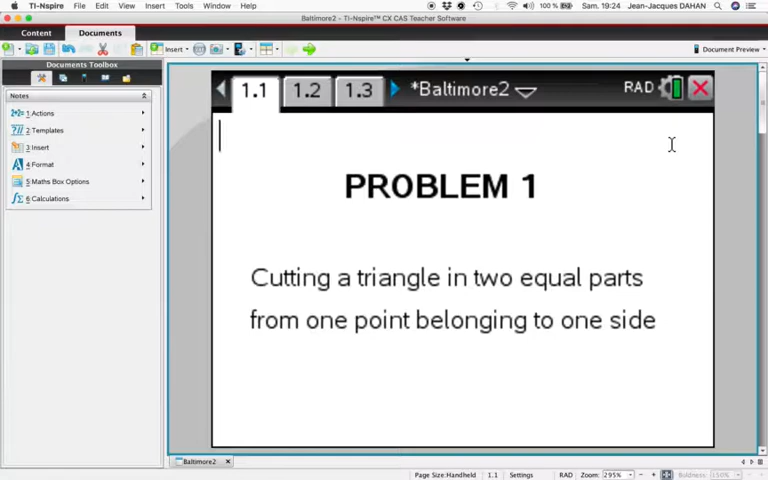 TI-Nspire File Edit View Insert Tools Window Help 100 % Sam. 19:24 Jean-Jacques DAHAN
Baltimore2 - TI-Nspire™ CX CAS Teacher Software
Content Documents
Insert Document Preview
Documents Toolbox
Notes
1 Actions
2 Templates
3 Insert
4 Format
5 Maths Box Options
6 Calculations
1.1 1.2 1.3 *Baltimore2 RAD
PROBLEM 1
Cutting a triangle in two equal parts
from one point belonging to one side
Baltimore2
Page Size:Handheld 1.1 Settings RAD Zoom: 295% Boldness: 150%